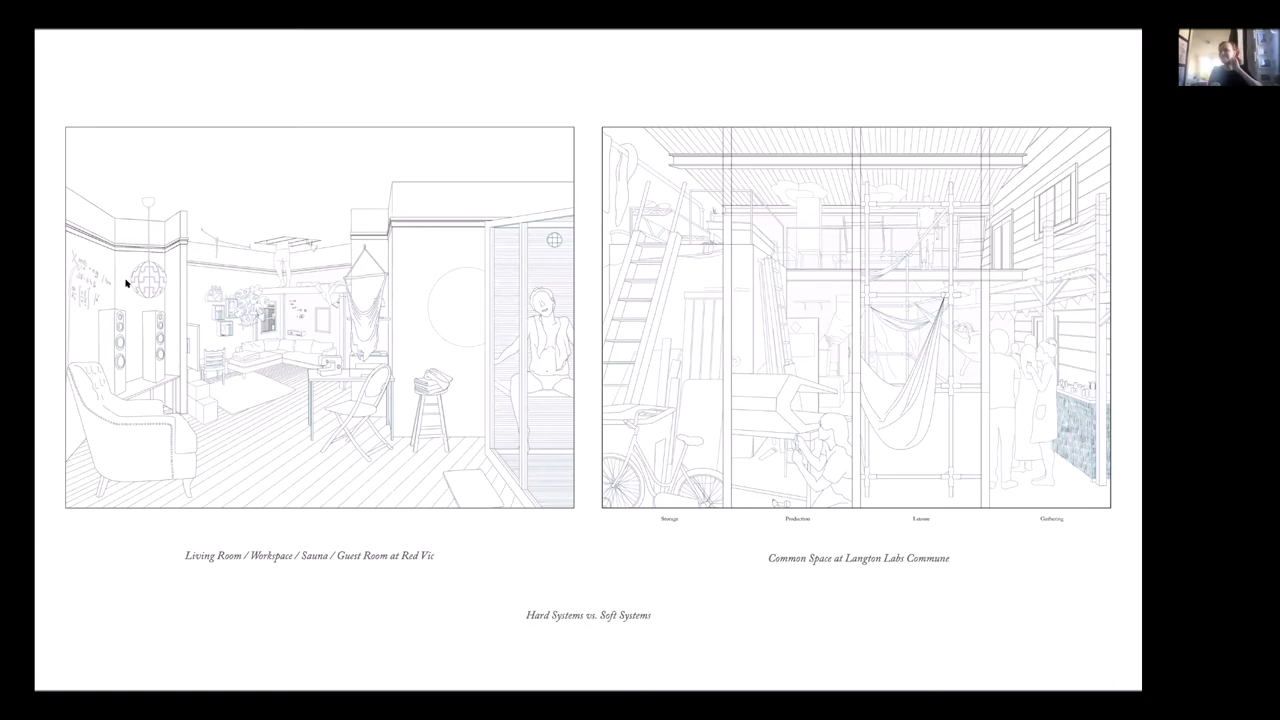 Storage
Production
Leisure
Gathering
Living Room / Workspace / Sauna / Guest Room at Red Vic
Common Space at Langton Labs Commune
Hard Systems vs. Soft Systems